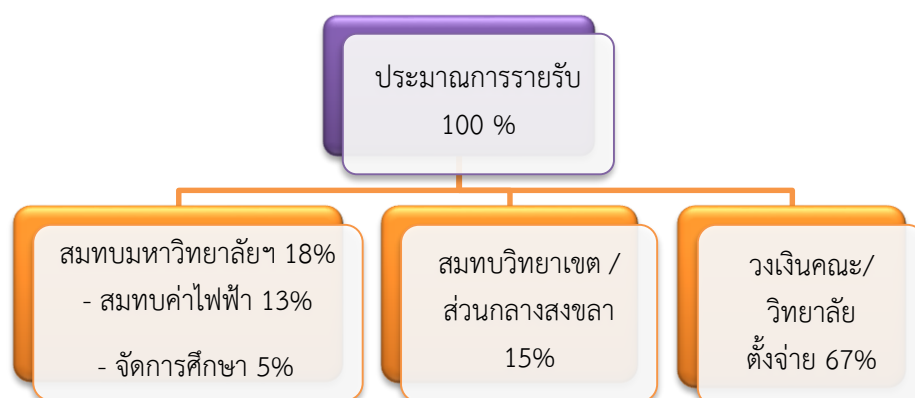 ประมาณการรายรับ
100 %
สมทบมหาวิทยาลัยฯ 18%
- สมทบค่าไฟฟ้า 13%
- จัดการศึกษา 5%
สมทบวิทยาเขต /
ส่วนกลางสงขลา
15%
วงเงินคณะ/
วิทยาลัย
ตั้งจ่าย 67%